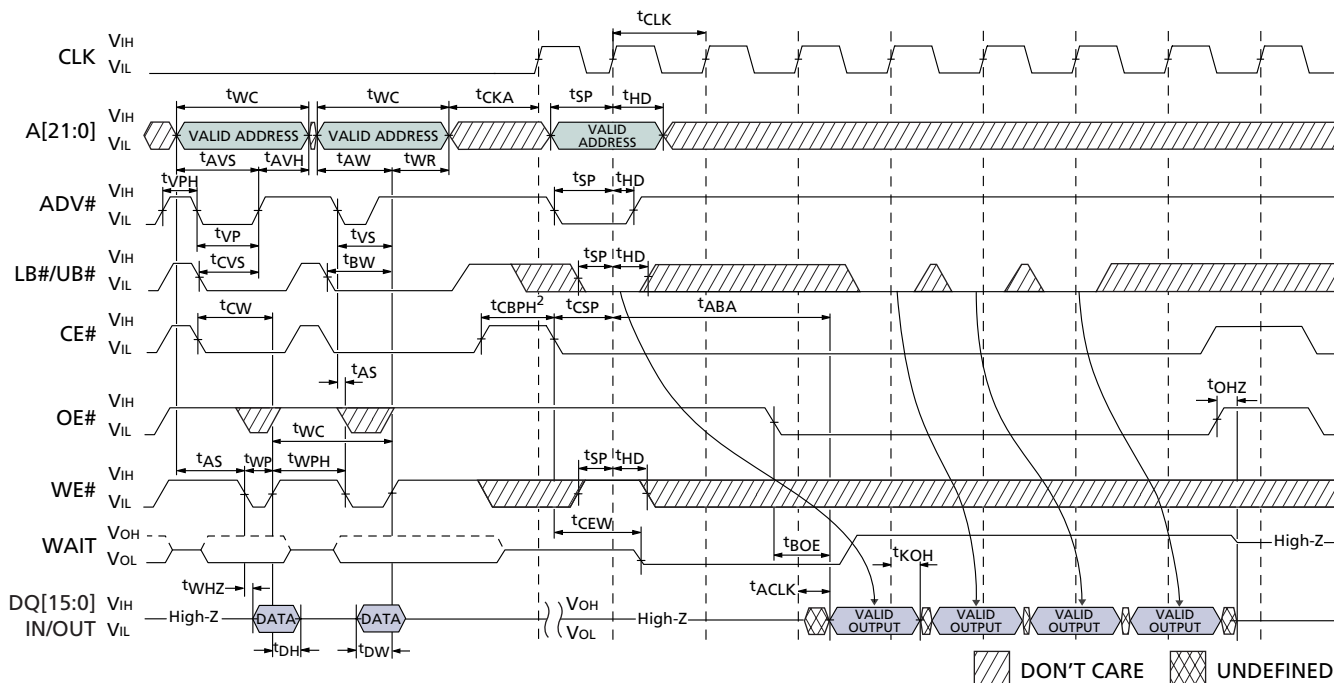 tCLK
CLK VIH
VIL
tWC tWC tCKA tSP tHD
A[21:0] VIH
VIL
VALID ADDRESS VALID ADDRESS VALID
ADDRESS
tAVS tAVH tAW tWR
tVPH tSP tHD
ADV# VIH
VIL
tVP tVS
tCVS tBW tSP tHD
LB#/UB# VIH
VIL
tCW tCBPH2 tCSP tABA
CE# VIH
VIL
tAS tOHZ
OE# VIH
VIL
tWC
tAS tWP tWPH tSP tHD
WE# VIH
VIL
tCEW
WAIT VOH
VOL
High-Z
tBOE tKOH
tWHZ tACLK
DQ[15:0]
IN/OUT
VIH
VIL
High-Z DATA DATA VOH
VOL
High-Z VALID
OUTPUT
VALID
OUTPUT
VALID
OUTPUT
VALID
OUTPUT
tDH tDW
DON'T CARE UNDEFINED